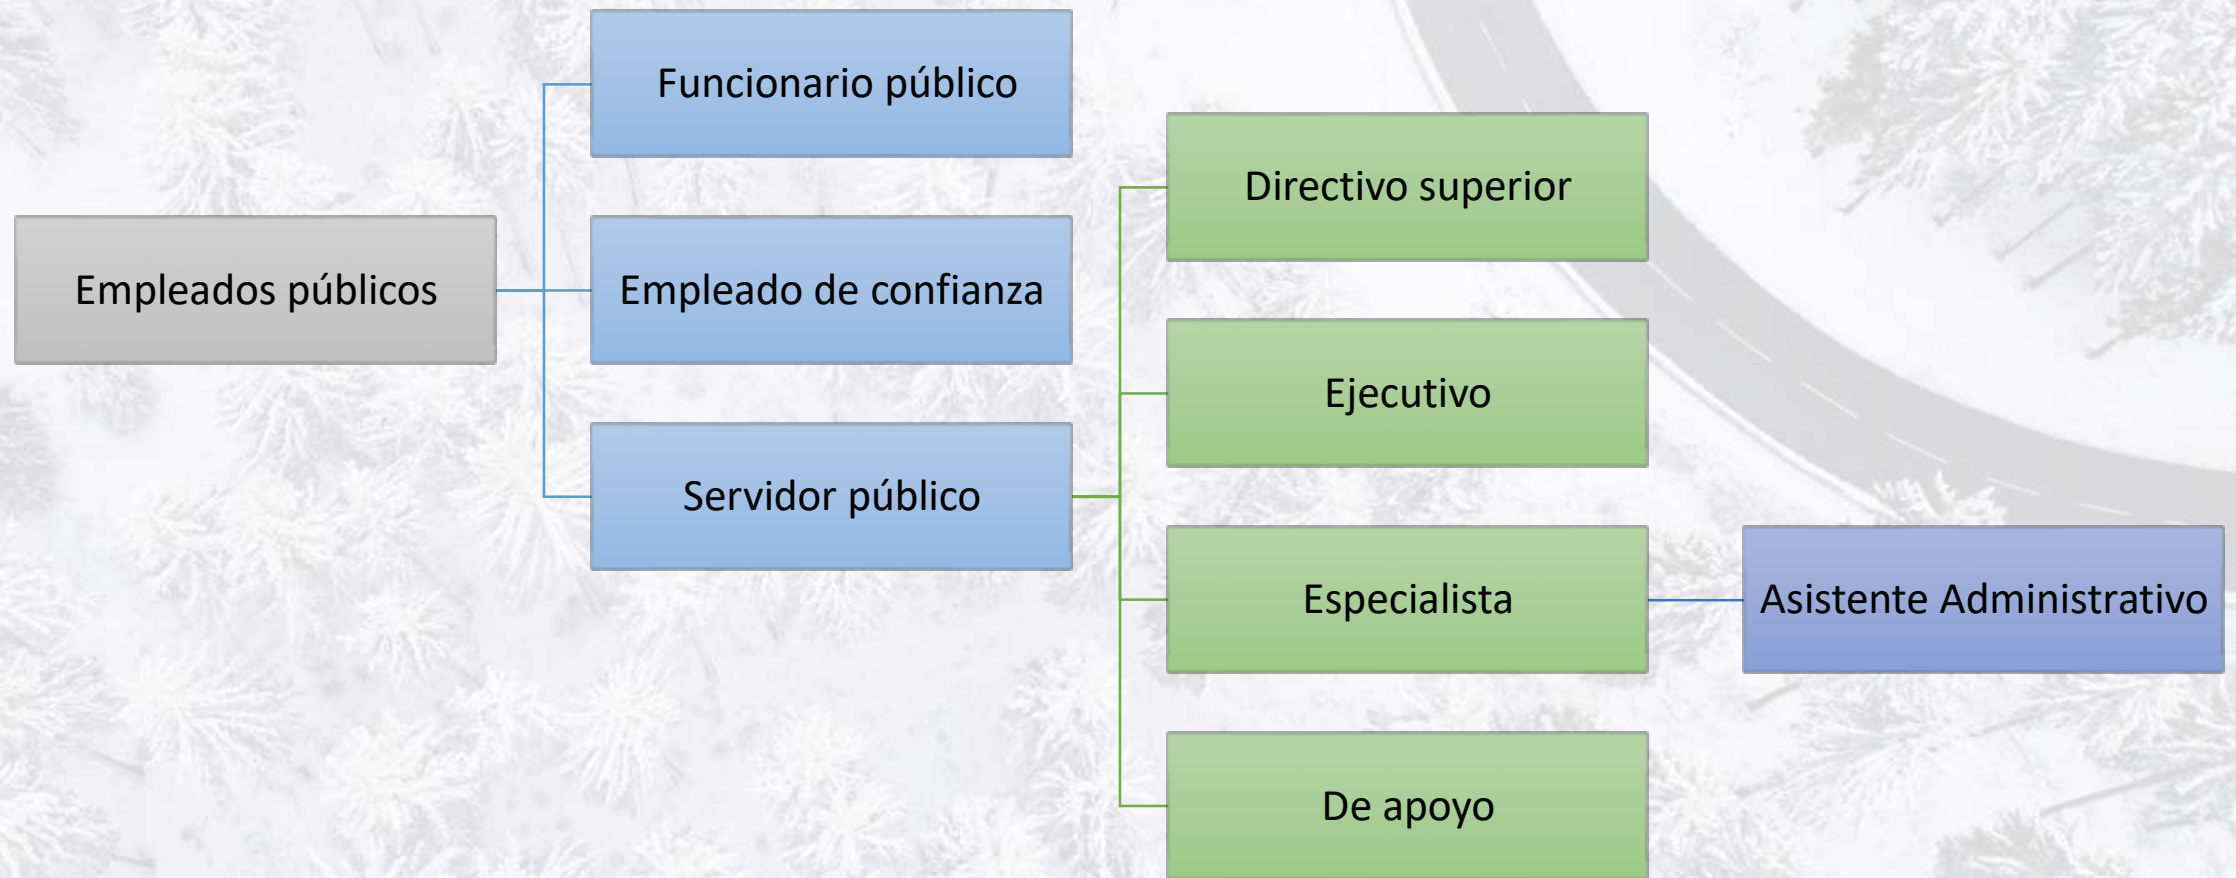 Empleados públicos
Funcionario público
Empleado de confianza
Servidor público
Directivo superior
Ejecutivo
Especialista
De apoyo
Asistente Administrativo